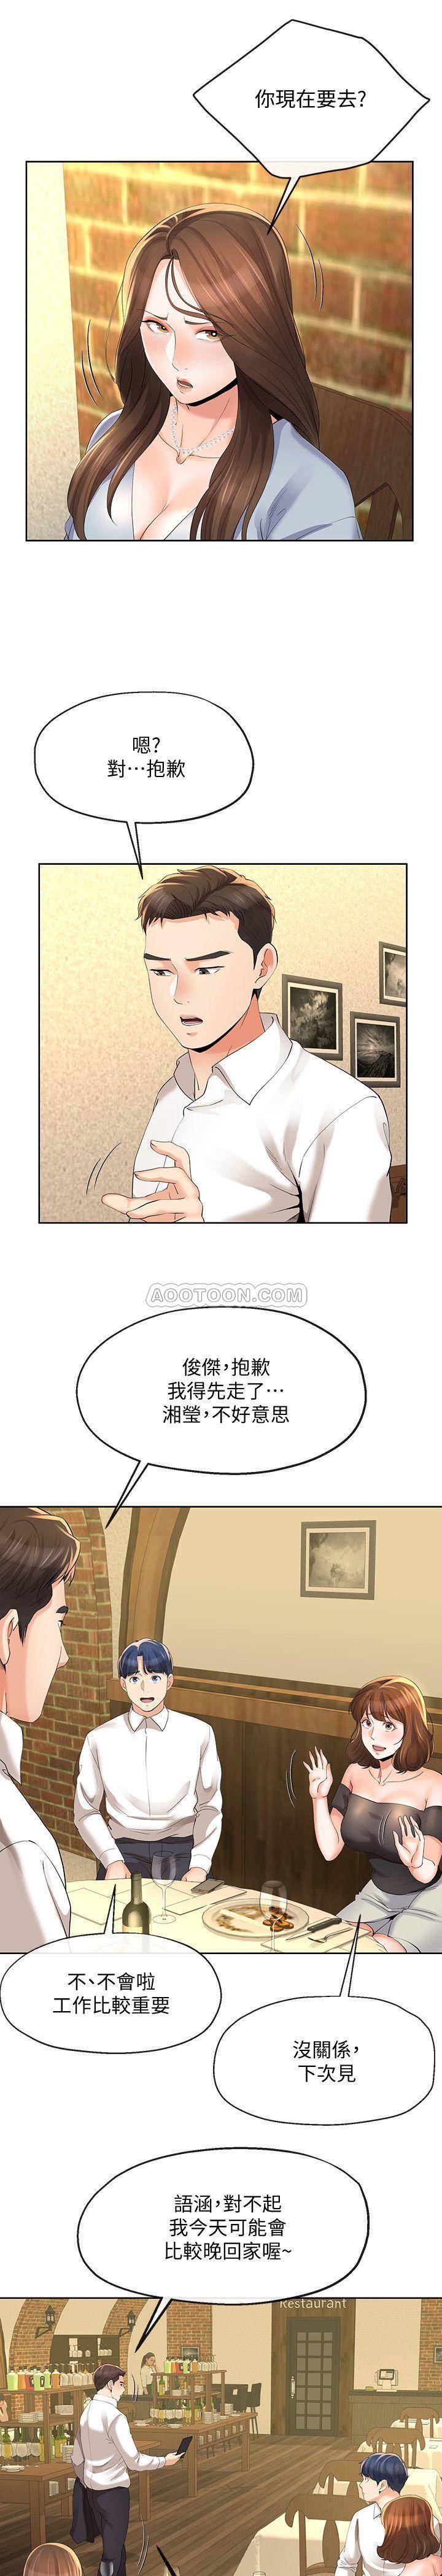 你現在要去?
嗯?
對…抱歉
AOOTOON.COM
俊傑,抱歉
我得先走了…
湘瑩,不好意思
不、不會啦
工作比較重要
沒關係,
下次見
語涵,對不起
我今天可能會
比較晚回家喔~
Restaurant